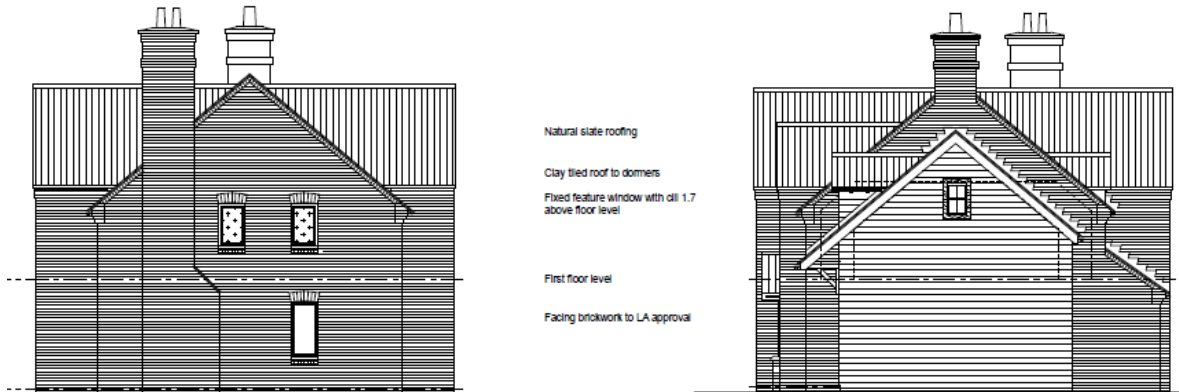 Natural slate roofing
Clay tiled roof to dormers
Fixed feature window with cill 1.7
above floor level
First floor level
Facing brickwork to LA approval